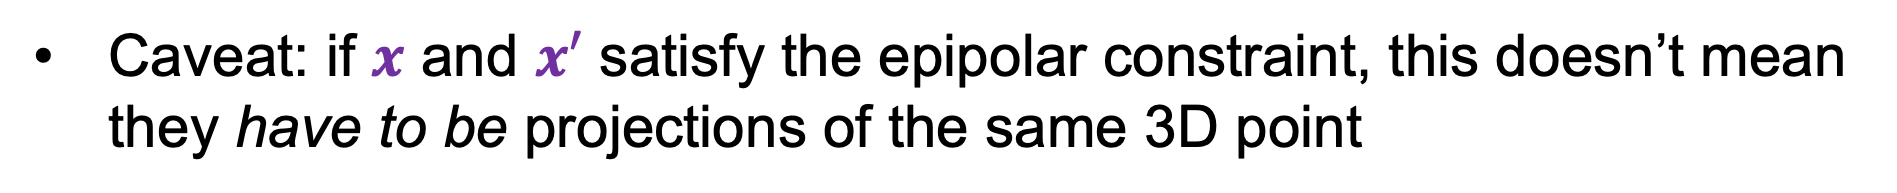 • Caveat: if x and x′ satisfy the epipolar constraint, this doesn’t mean
they have to be projections of the same 3D point